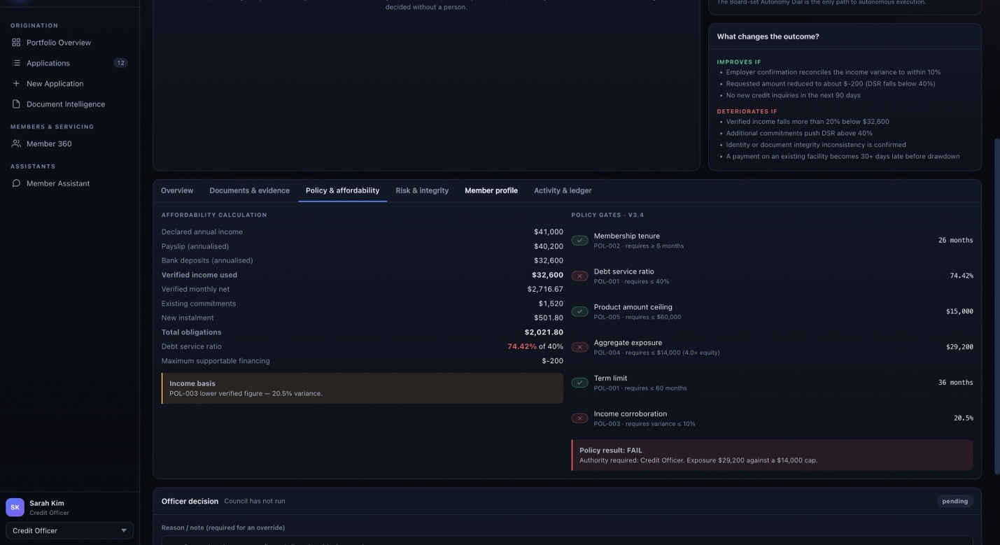 ORIGINATION
Portfolio Overview
Applications 12
New Application
Document Intelligence
MEMBERS & SERVICING
Member 360
ASSISTANTS
Member Assistant
SK
Sarah Kim
Credit Officer
Credit Officer
decided without a person.
The Board-set Autonomy Dial is the only path to autonomous execution.
What changes the outcome?
IMPROVES IF
• Employer confirmation reconciles the income variance to within 10%
• Requested amount reduced to about $-200 (DSR falls below 40%)
• No new credit inquiries in the next 90 days
DETERIORATES IF
• Verified income falls more than 20% below $32,600
• Additional commitments push DSR above 40%
• Identity or document integrity inconsistency is confirmed
• A payment on an existing facility becomes 30+ days late before drawdown
Overview Documents & evidence Policy & affordability Risk & integrity Member profile Activity & ledger
AFFORDABILITY CALCULATION
Declared annual income $41,000
Payslip (annualised) $40,200
Bank deposits (annualised) $32,600
Verified income used $32,600
Verified monthly net $2,716.67
Existing commitments $1,520
New instalment $501.80
Total obligations $2,021.80
Debt service ratio 74.42% of 40%
Maximum supportable financing $-200
Income basis
POL-003 lower verified figure — 20.5% variance.
POLICY GATES · V3.4
Membership tenure 26 months
POL-002 · requires ≥ 6 months
Debt service ratio 74.42%
POL-001 · requires ≤ 40%
Product amount ceiling $15,000
POL-005 · requires ≤ $60,000
Aggregate exposure $29,200
POL-004 · requires ≤ $14,000 (4.0× equity)
Term limit 36 months
POL-001 · requires ≤ 60 months
Income corroboration 20.5%
POL-003 · requires variance ≤ 10%
Policy result: FAIL
Authority required: Credit Officer. Exposure $29,200 against a $14,000 cap.
Officer decision Council has not run pending
Reason / note (required for an override)